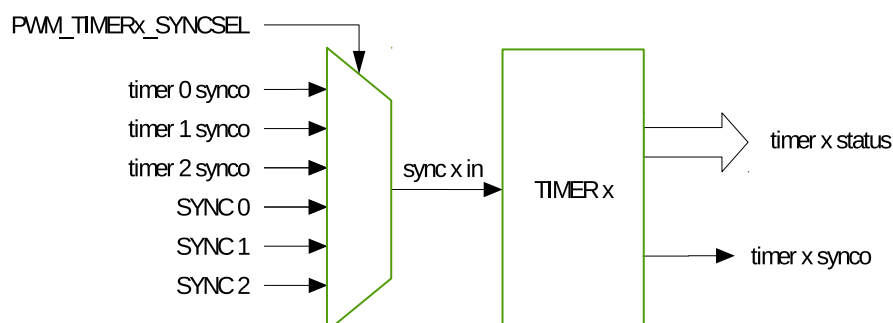 PWM_TIMERx_SYNCSEL
timer 0 synco
timer 1 synco
timer 2 synco
SYNC 0
SYNC 1
SYNC 2
sync x in
TIMER x
timer x status
timer x synco